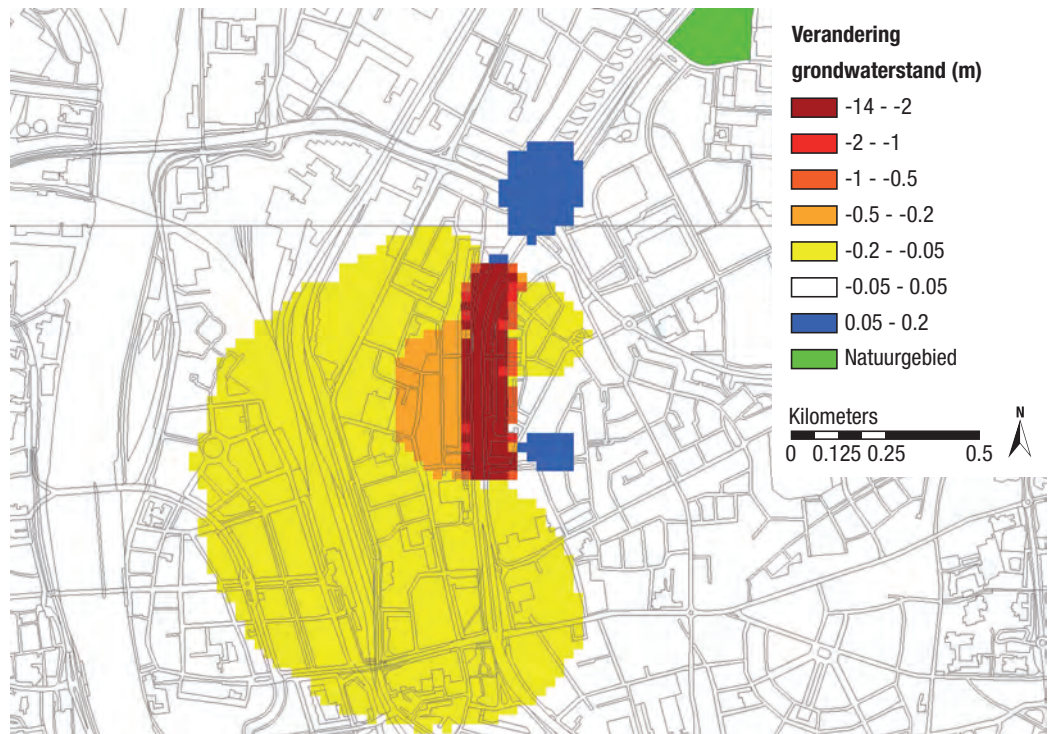 Verandering
grondwaterstand (m)
-14 - -2
-2 - -1
-1 - -0.5
-0.5 - -0.2
-0.2 - -0.05
-0.05 - 0.05
0.05 - 0.2
Natuurgebied
Kilometers
N
0 0.125 0.25 0.5